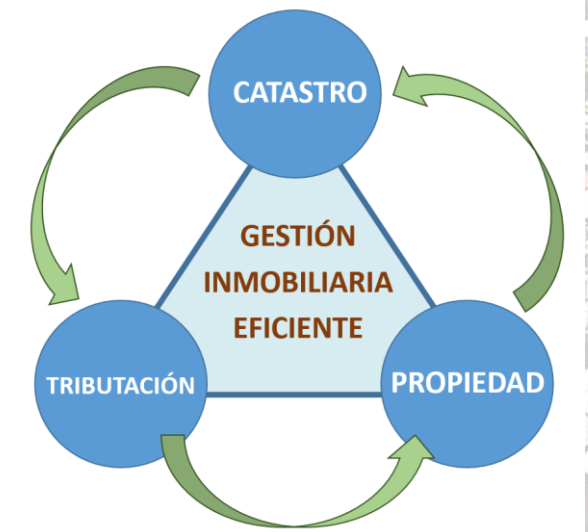 CATASTRO
GESTIÓN
INMOBILIARIA
EFICIENTE
TRIBUTACIÓN
PROPIEDAD